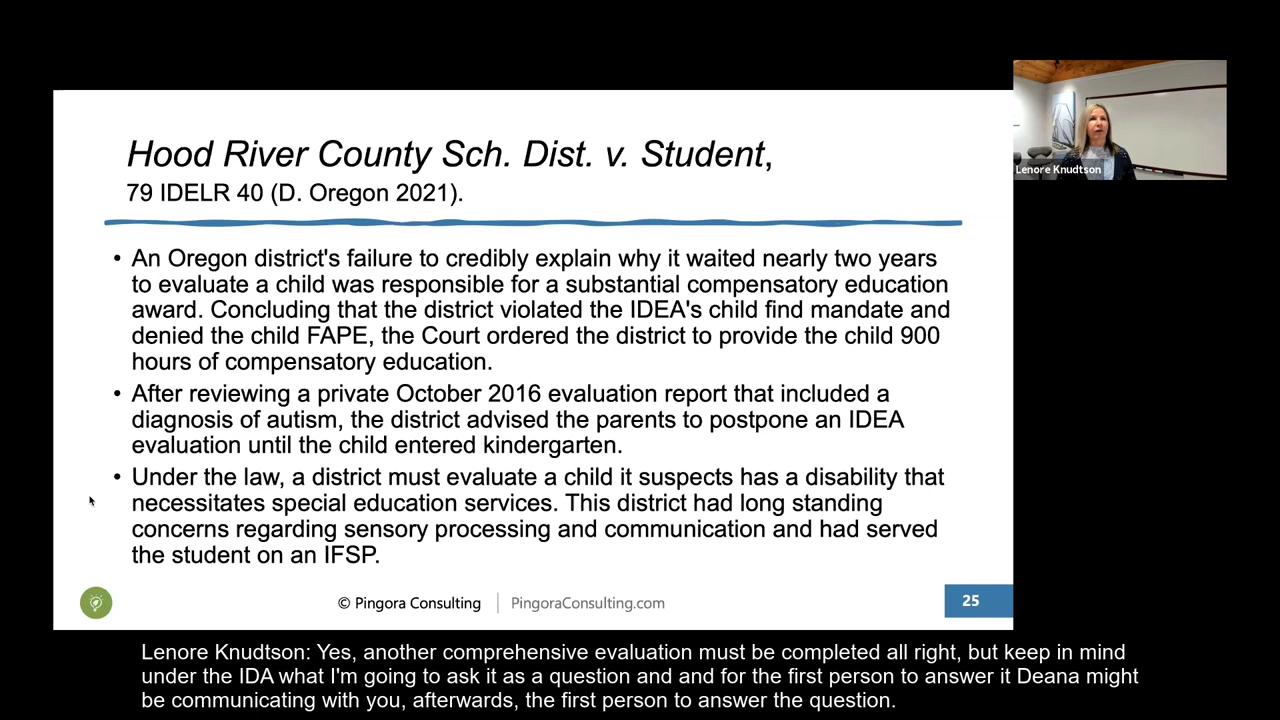 Hood River County Sch. Dist. v. Student,
79 IDELR 40 (D. Oregon 2021).
• An Oregon district's failure to credibly explain why it waited nearly two years
to evaluate a child was responsible for a substantial compensatory education
award. Concluding that the district violated the IDEA's child find mandate and
denied the child FAPE, the Court ordered the district to provide the child 900
hours of compensatory education.
• After reviewing a private October 2016 evaluation report that included a
diagnosis of autism, the district advised the parents to postpone an IDEA
evaluation until the child entered kindergarten.
• Under the law, a district must evaluate a child it suspects has a disability that
necessitates special education services. This district had long standing
concerns regarding sensory processing and communication and had served
the student on an IFSP.
© Pingora Consulting | PingoraConsulting.com
25
Lenore Knudtson
Lenore Knudtson: Yes, another comprehensive evaluation must be completed all right, but keep in mind
under the IDA what I'm going to ask it as a question and and for the first person to answer it Deana might
be communicating with you, afterwards, the first person to answer the question.